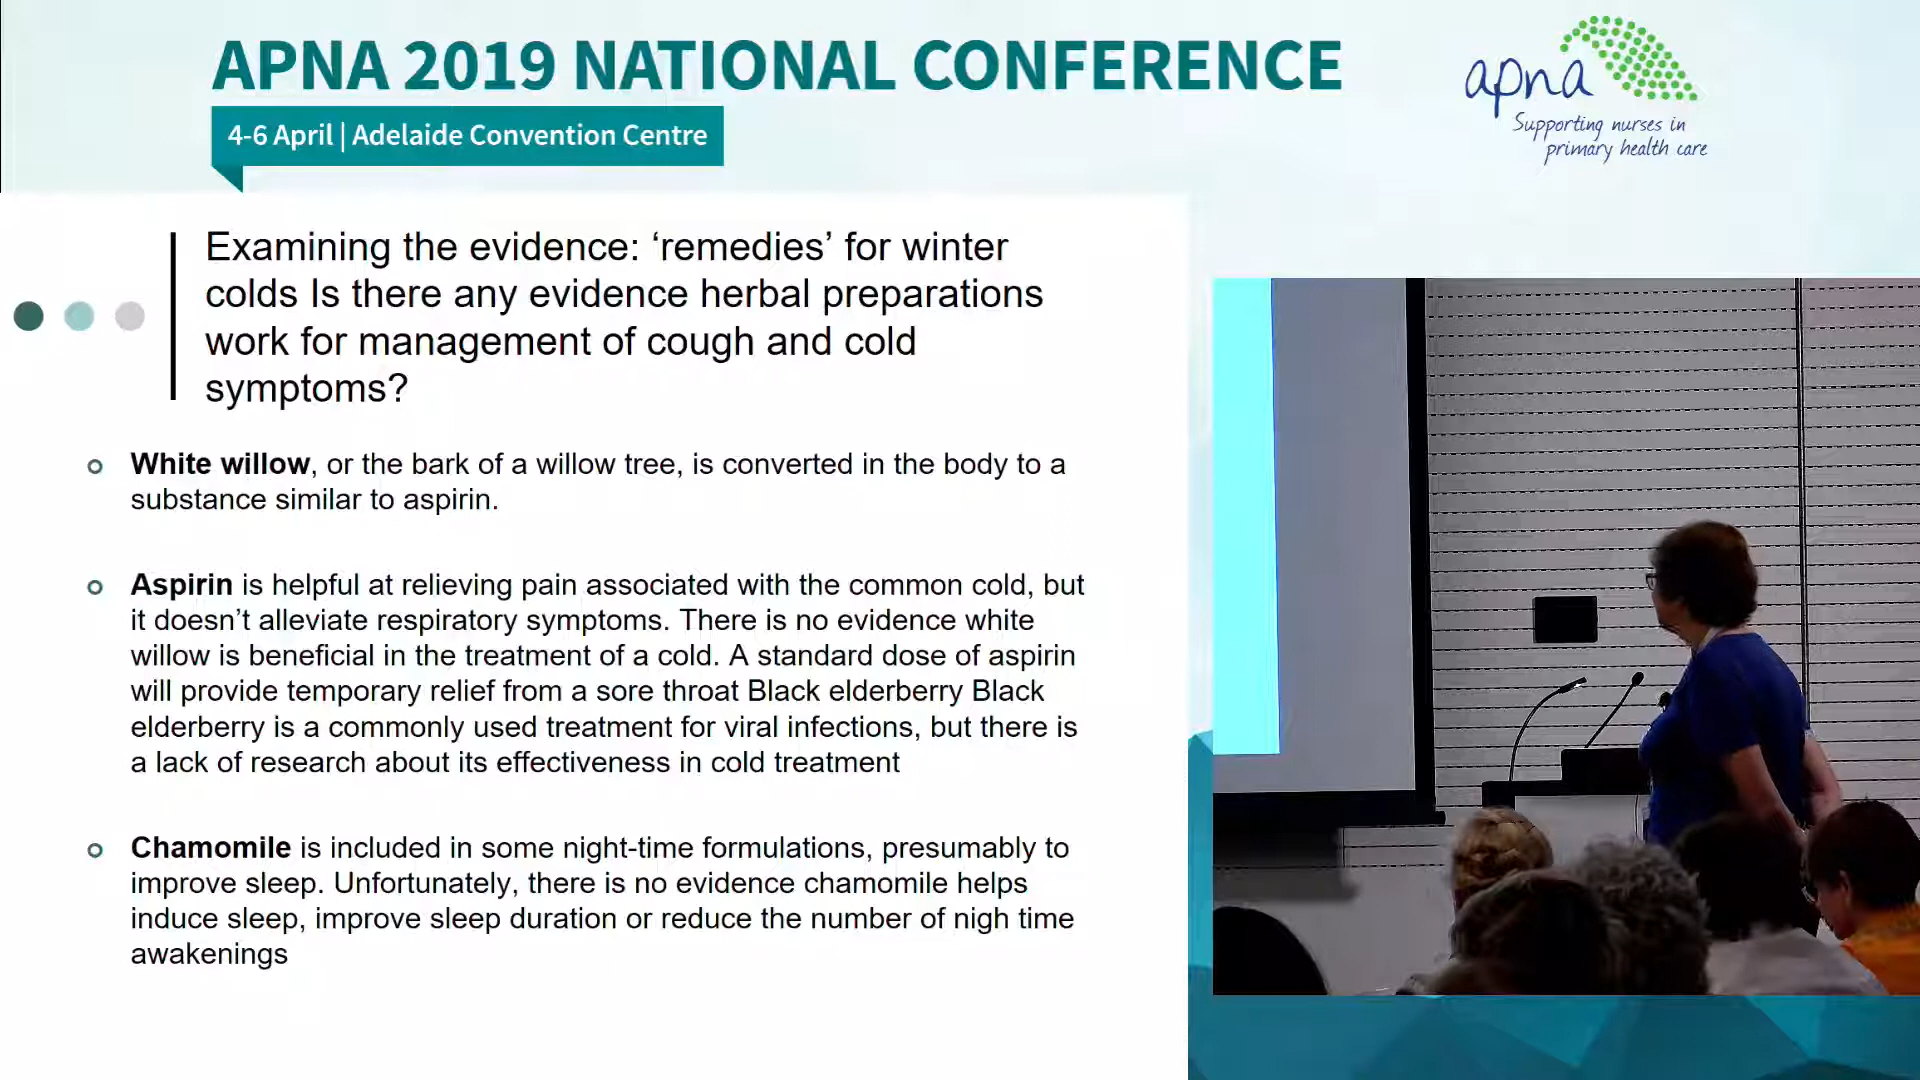 APNA 2019 NATIONAL CONFERENCE
4-6 April | Adelaide Convention Centre
apna
Supporting nurses in
primary health care
Examining the evidence: ‘remedies’ for winter
colds Is there any evidence herbal preparations
work for management of cough and cold
symptoms?
White willow, or the bark of a willow tree, is converted in the body to a
substance similar to aspirin.
Aspirin is helpful at relieving pain associated with the common cold, but
it doesn’t alleviate respiratory symptoms. There is no evidence white
willow is beneficial in the treatment of a cold. A standard dose of aspirin
will provide temporary relief from a sore throat Black elderberry Black
elderberry is a commonly used treatment for viral infections, but there is
a lack of research about its effectiveness in cold treatment
Chamomile is included in some night-time formulations, presumably to
improve sleep. Unfortunately, there is no evidence chamomile helps
induce sleep, improve sleep duration or reduce the number of nigh time
awakenings